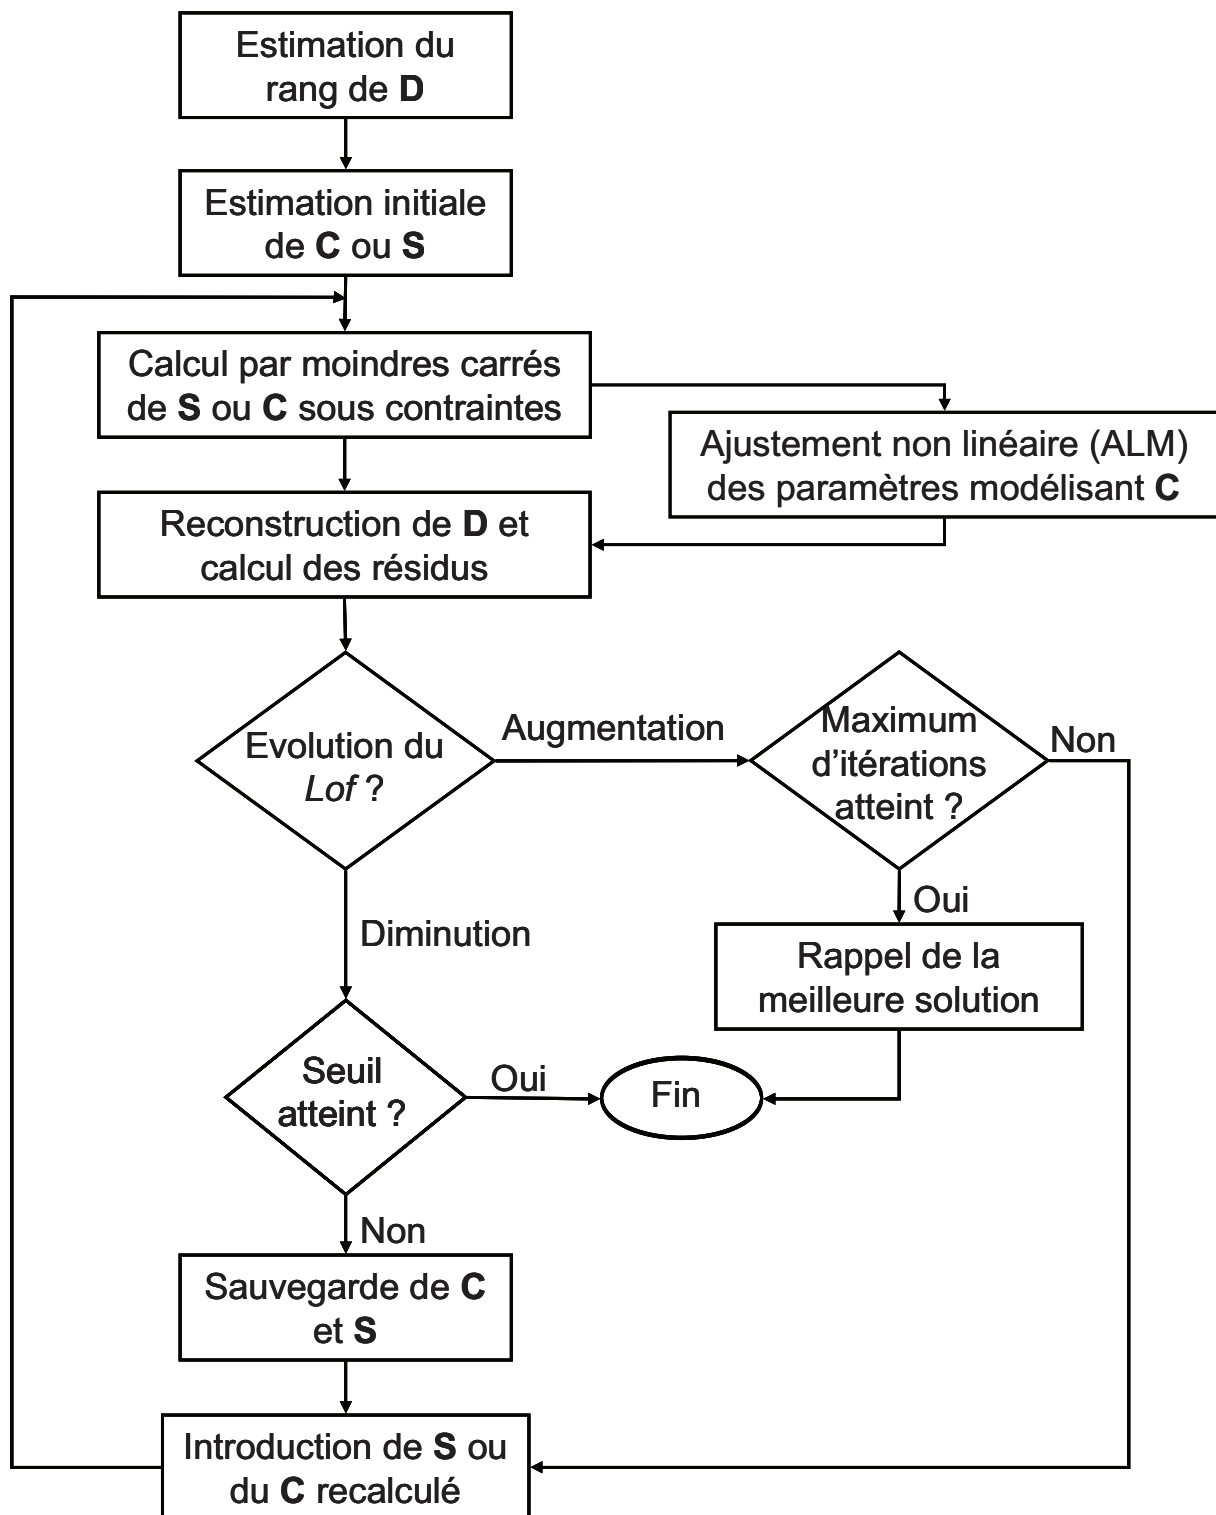 Estimation du
rang de D
Estimation initiale
de C ou S
Calcul par moindres carrés
de S ou C sous contraintes
Ajustement non linéaire (ALM)
des paramètres modélisant C
Reconstruction de D et
calcul des résidus
Evolution du
Lof ?
Augmentation
Maximum
d'itérations
atteint ?
Non
Oui
Diminution
Rappel de la
meilleure solution
Seuil
atteint ?
Oui
Fin
Non
Sauvegarde de C
et S
Introduction de S ou
du C recalculé